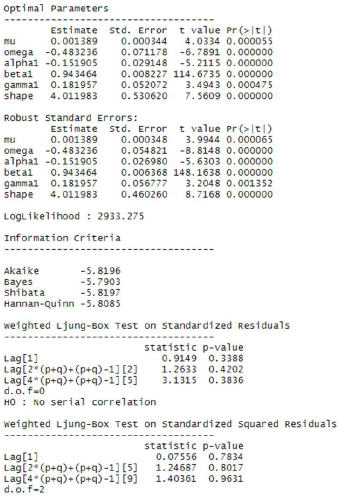 Optimal Parameters
------------------------------------
Estimate Std. Error t value Pr(>|t|)
mu 0.001389 0.000344 4.0334 0.000055
omega -0.483236 0.071178 -6.7891 0.000000
alpha1 -0.151905 0.029148 -5.2115 0.000000
beta1 0.943464 0.008227 114.6735 0.000000
gamma1 0.181957 0.052072 3.4943 0.000475
shape 4.011983 0.530620 7.5609 0.000000
Robust Standard Errors:
Estimate Std. Error t value Pr(>|t|)
mu 0.001389 0.000348 3.9944 0.000065
omega -0.483236 0.054821 -8.8148 0.000000
alpha1 -0.151905 0.026980 -5.6303 0.000000
beta1 0.943464 0.006368 148.1638 0.000000
gamma1 0.181957 0.056777 3.2048 0.001352
shape 4.011983 0.460260 8.7168 0.000000
LogLikelihood : 2933.275
Information Criteria
------------------------------------
Akaike -5.8196
Bayes -5.7903
Shibata -5.8197
Hannan-Quinn -5.8085
Weighted Ljung-Box Test on Standardized Residuals
------------------------------------
statistic p-value
Lag[1] 0.9149 0.3388
Lag[2*(p+q)+(p+q)-1][2] 1.2633 0.4202
Lag[4*(p+q)+(p+q)-1][5] 3.1315 0.3836
d.o.f=0
H0 : No serial correlation
Weighted Ljung-Box Test on Standardized Squared Residuals
------------------------------------
statistic p-value
Lag[1] 0.07556 0.7834
Lag[2*(p+q)+(p+q)-1][5] 1.24687 0.8017
Lag[4*(p+q)+(p+q)-1][9] 1.40361 0.9631
d.o.f=2